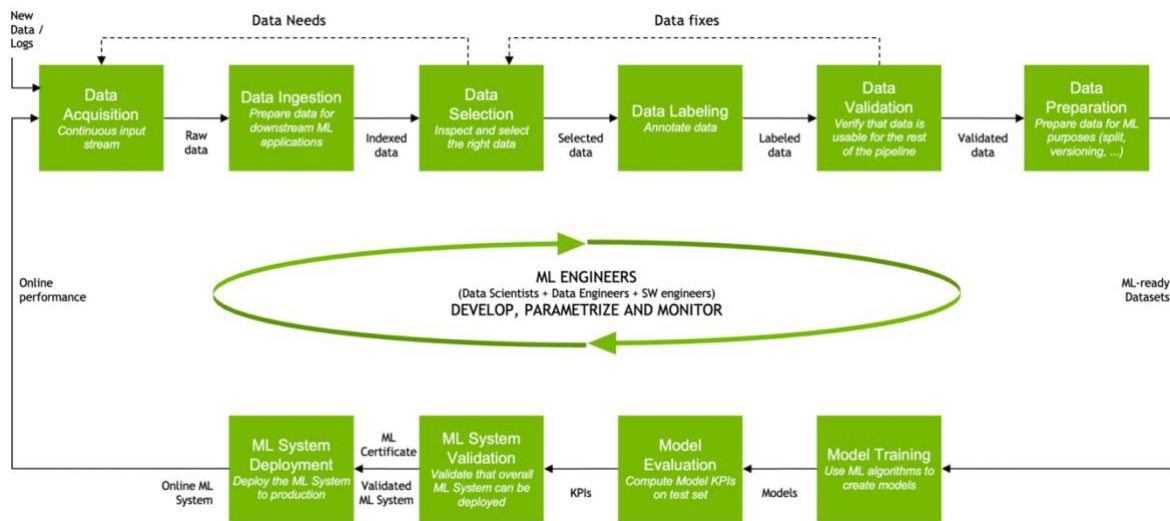 New
Data /
Logs
Data Needs
Data fixes
Data
Acquisition
Continuous input
stream
Raw
data
Data Ingestion
Prepare data for
downstream ML
applications
Indexed
data
Data
Selection
Inspect and select
the right data
Selected
data
Data Labeling
Annotate data
Labeled
data
Data
Validation
Verify that data is
usable for the rest
of the pipeline
Validated
data
Data
Preparation
Prepare data for ML
purposes (split,
versioning, ...)
Online
performance
ML ENGINEERS
(Data Scientists + Data Engineers + SW engineers)
DEVELOP, PARAMETRIZE AND MONITOR
ML-ready
Datasets
Online ML
System
ML System
Deployment
Deploy the ML System
to production
ML
Certificate
Validated
ML System
ML System
Validation
Validate that overall
ML System can be
deployed
KPIs
Model
Evaluation
Compute Model KPIs
on test set
Models
Model Training
Use ML algorithms to
create models